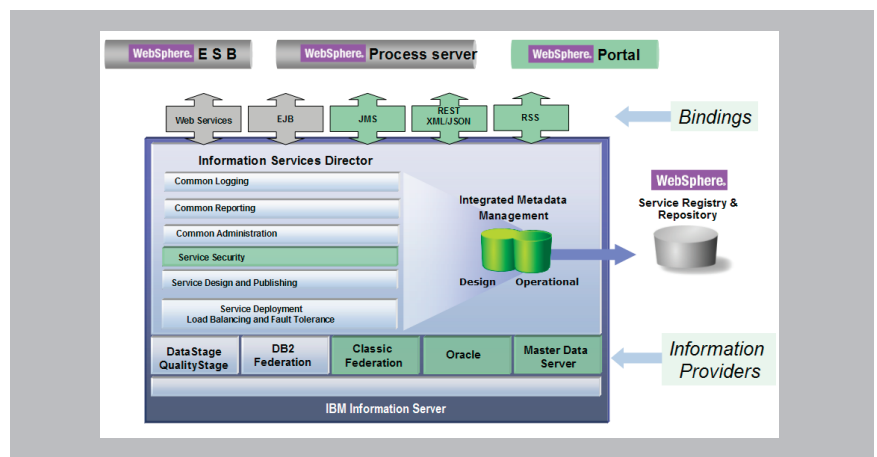 WebSphere. E S B
WebSphere. Process server
WebSphere. Portal
Web Services
EJB
JMS
REST
XML/JSON
RSS
Bindings
Information Services Director
Common Logging
Common Reporting
Common Administration
Service Security
Service Design and Publishing
Service Deployment
Load Balancing and Fault Tolerance
Integrated Metadata
Management
Design
Operational
WebSphere.
Service Registry &
Repository
DataStage
QualityStage
DB2
Federation
Classic
Federation
Oracle
Master Data
Server
Information
Providers
IBM Information Server